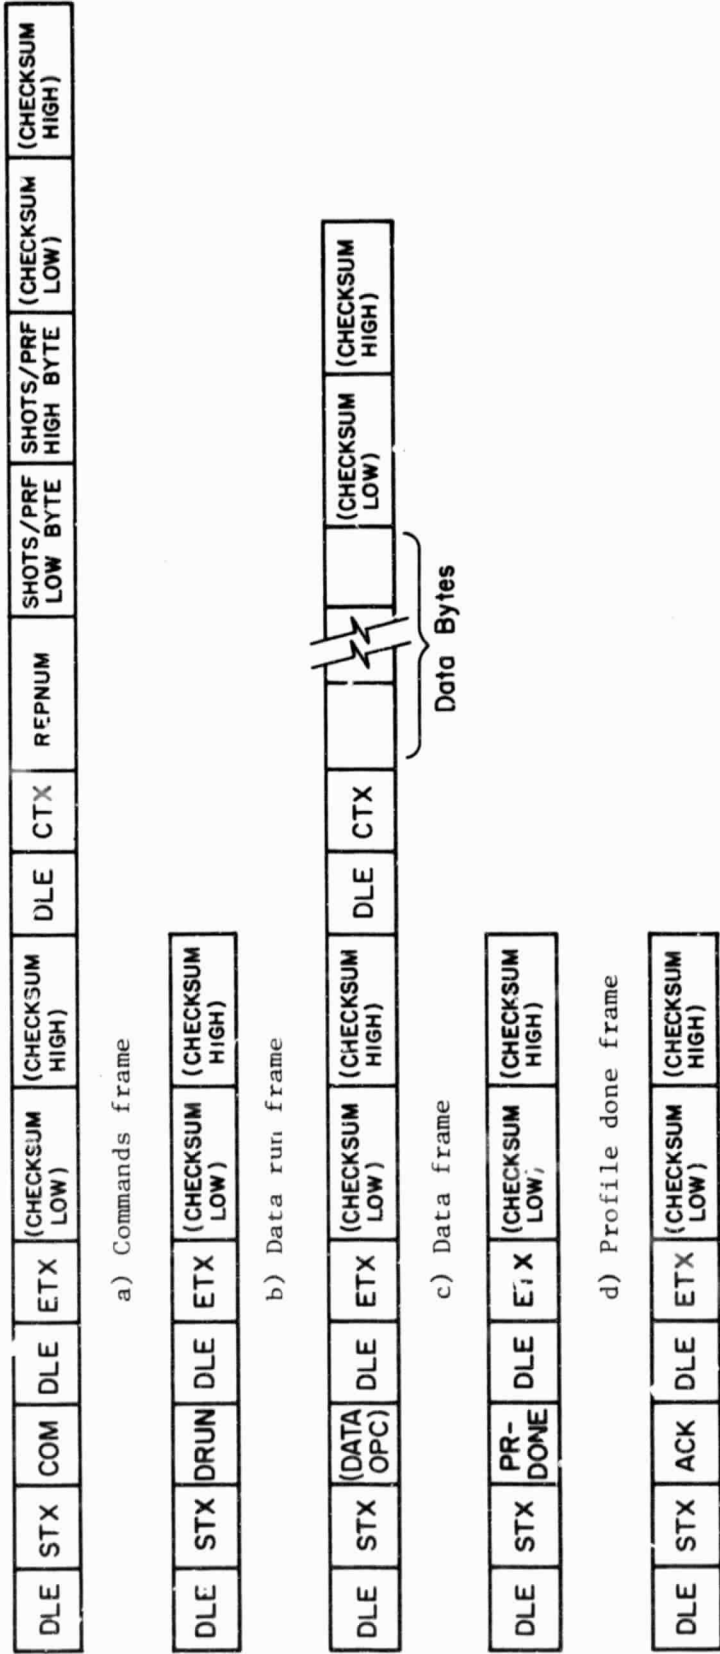 DLE STX COM DLE ETX (CHECKSUM LOW) (CHECKSUM HIGH) DLE CTX REPNUM SHOTS/PRF LOW BYTE SHOTS/PRF HIGH BYTE (CHECKSUM LOW) (CHECKSUM HIGH)
a) Commands frame
DLE STX DRUN DLE ETX (CHECKSUM LOW) (CHECKSUM HIGH)
b) Data run frame
DLE STX (DATA OPC) DLE ETX (CHECKSUM LOW) (CHECKSUM HIGH) DLE CTX (CHECKSUM LOW) (CHECKSUM HIGH)
Data Bytes
c) Data frame
DLE STX PR-DONE DLE ETX (CHECKSUM LOW) (CHECKSUM HIGH)
d) Profile done frame
DLE STX ACK DLE ETX (CHECKSUM LOW) (CHECKSUM HIGH)